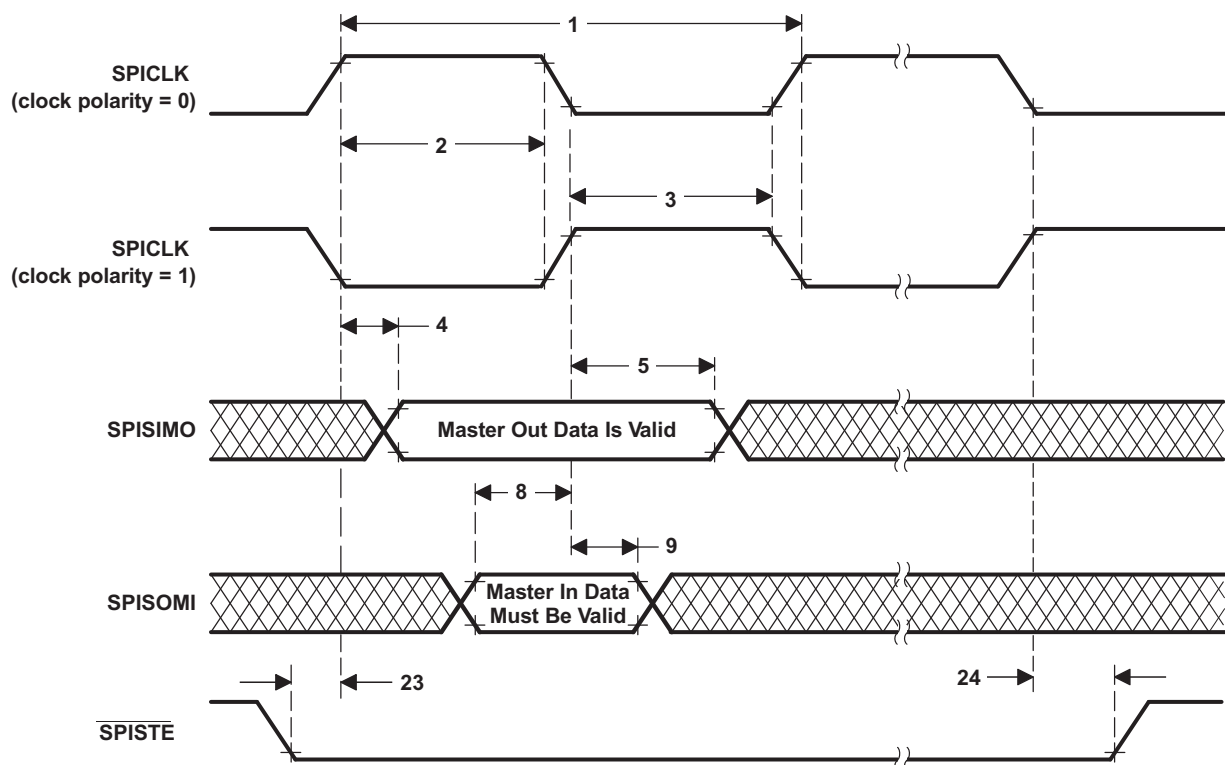 1
SPICLK
(clock polarity = 0)
2
3
SPICLK
(clock polarity = 1)
4
5
SPISIMO
Master Out Data Is Valid
8
9
SPISOMI
Master In Data
Must Be Valid
23
24
SPISTE